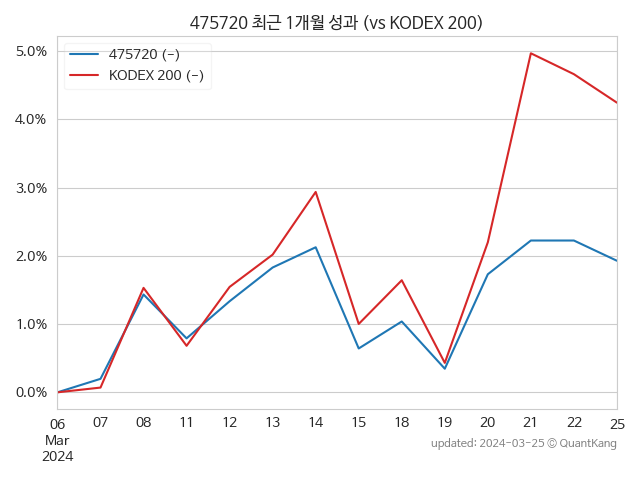 475720 최근 1개월 성과 (vs KODEX 200)
475720 (-)
KODEX 200 (-)
5.0%
4.0%
3.0%
2.0%
1.0%
0.0%
06 07 08 11 12 13 14 15 18 19 20 21 22 25
Mar
2024
updated: 2024-03-25 © QuantKang